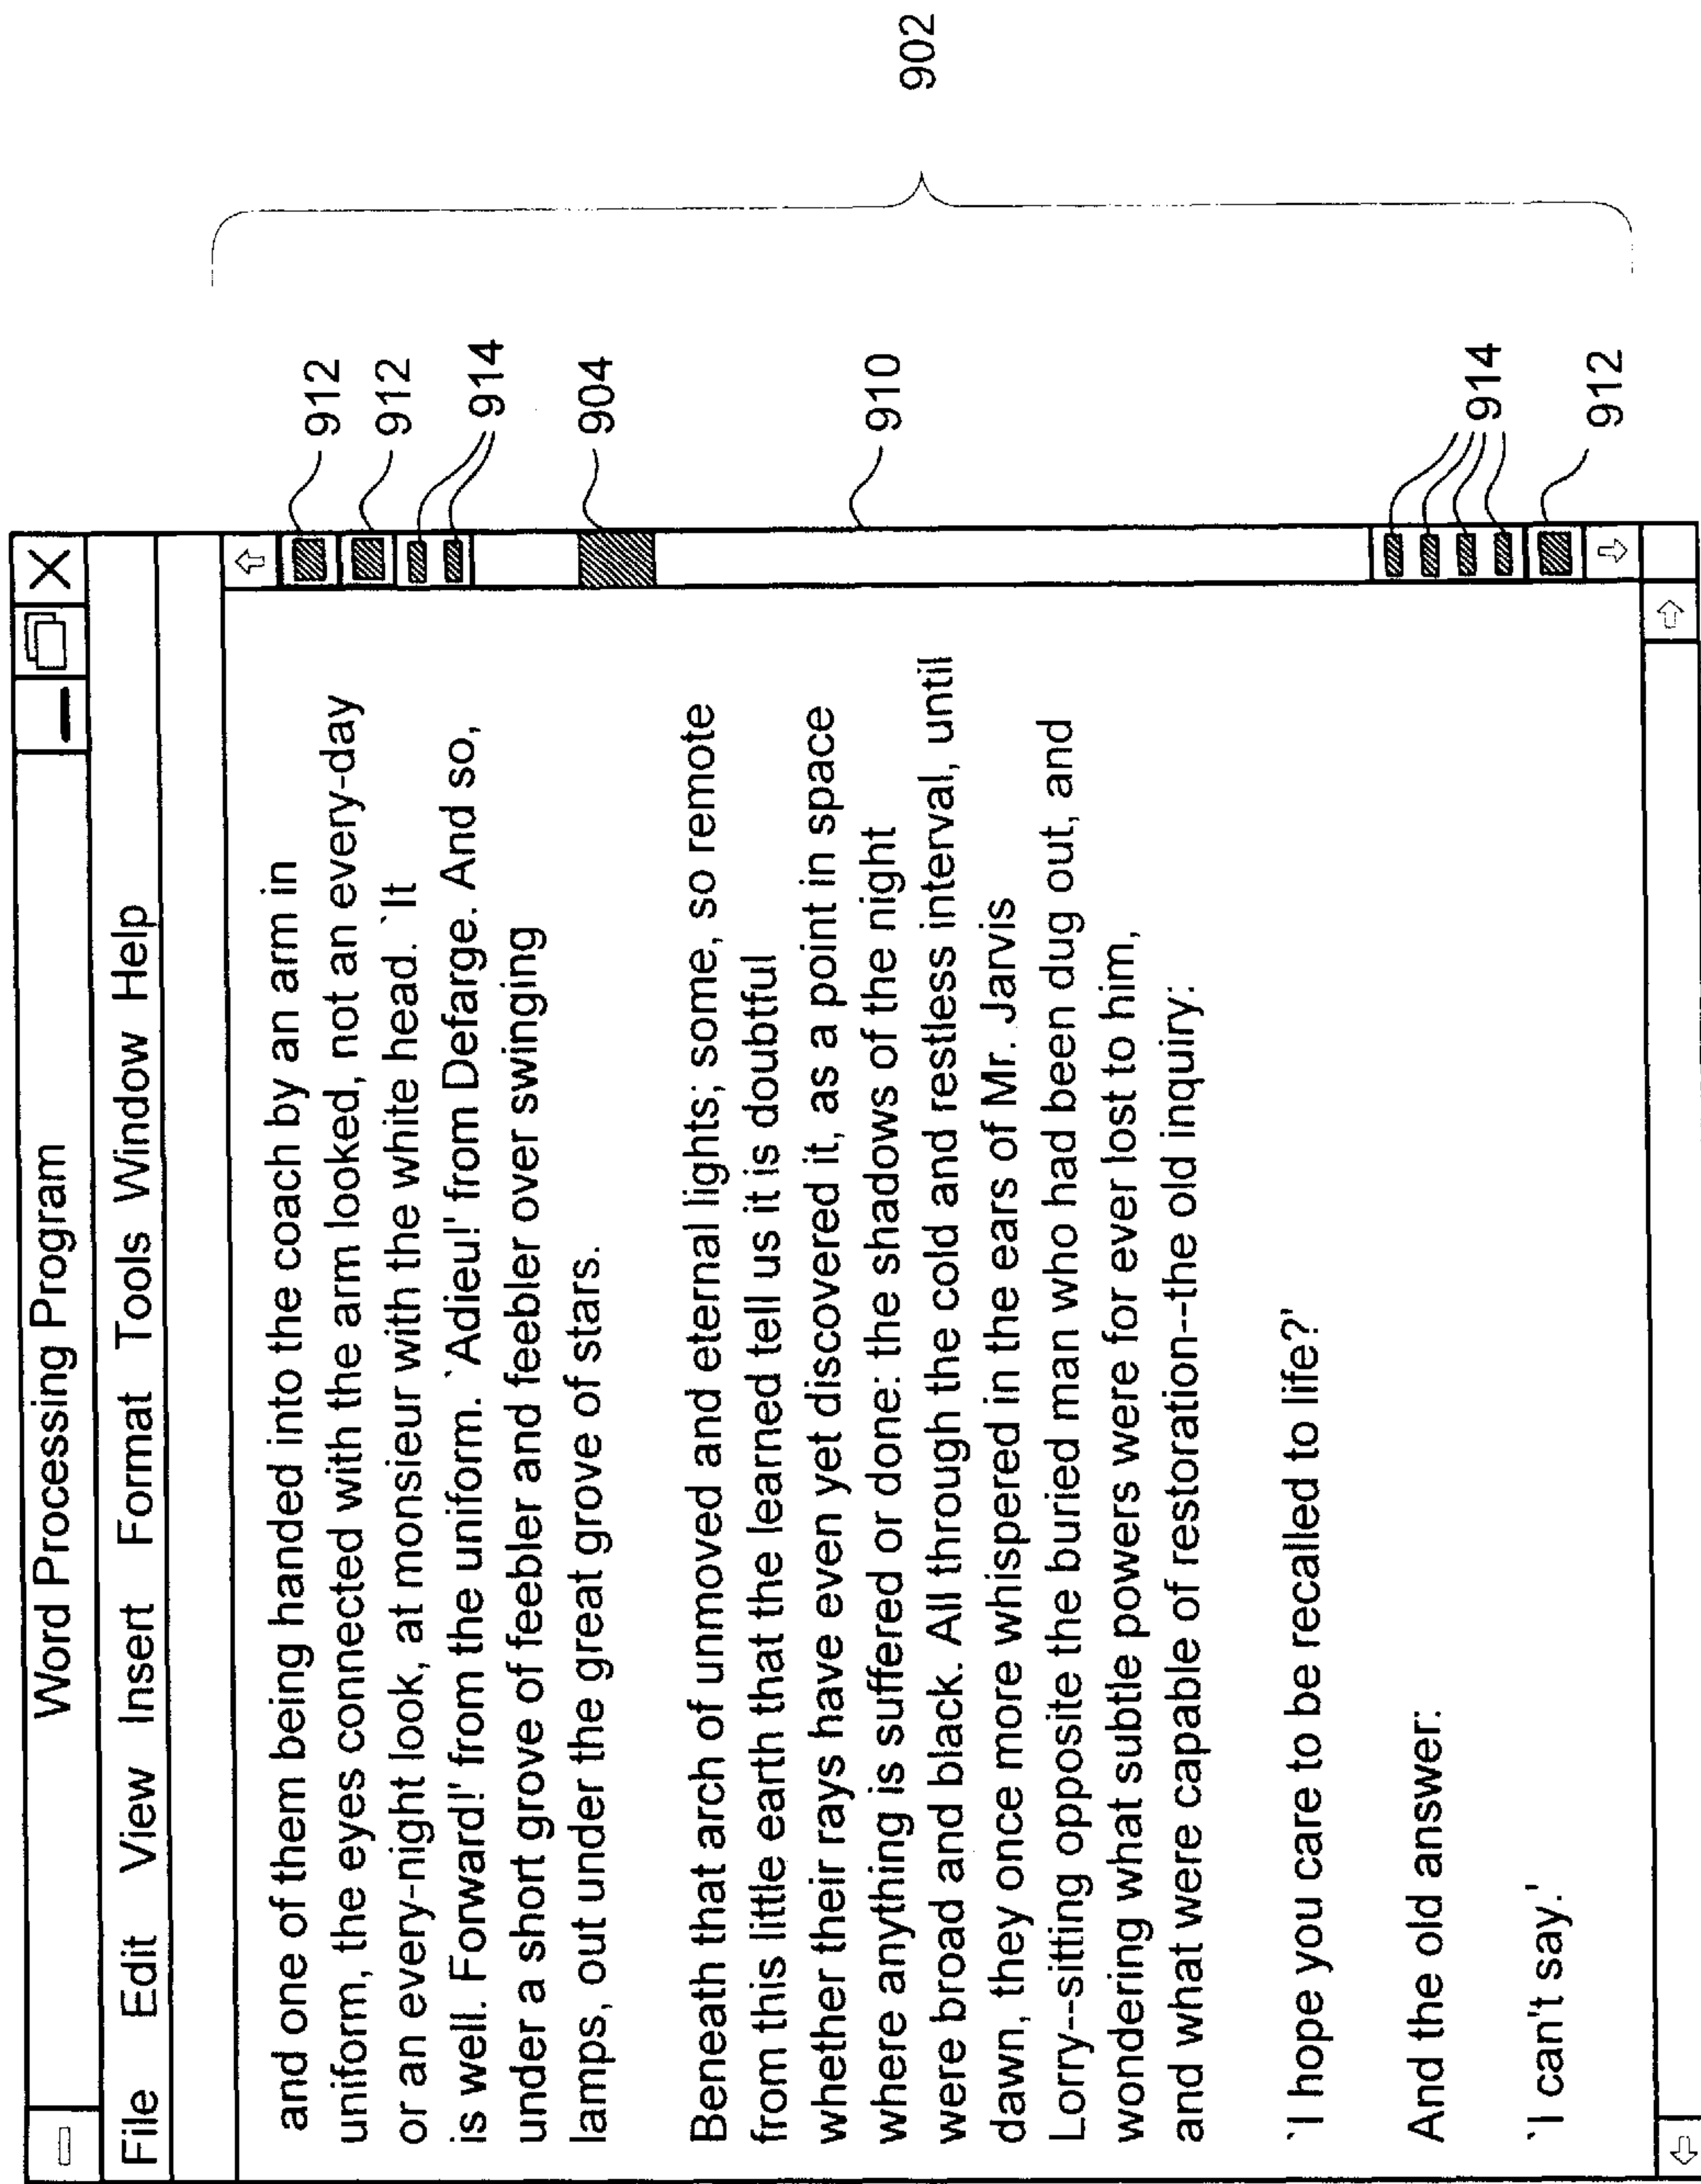 Word Processing Program
File Edit View Insert Format Tools Window Help
and one of them being handed into the coach by an arm in
uniform, the eyes connected with the arm looked, not an every-day
or an every-night look, at monsieur with the white head. `It
is well. Forward!' from the uniform. `Adieu!' from Defarge. And so,
under a short grove of feebler and feebler over swinging
lamps, out under the great grove of stars.
Beneath that arch of unmoved and eternal lights; some, so remote
from this little earth that the learned tell us it is doubtful
whether their rays have even yet discovered it, as a point in space
where anything is suffered or done: the shadows of the night
were broad and black. All through the cold and restless interval, until
dawn, they once more whispered in the ears of Mr. Jarvis
Lorry--sitting opposite the buried man who had been dug out, and
wondering what subtle powers were for ever lost to him,
and what were capable of restoration--the old inquiry:
`I hope you care to be recalled to life?'
And the old answer:
`I can't say.'
912
912
914
904
910
914
912
902